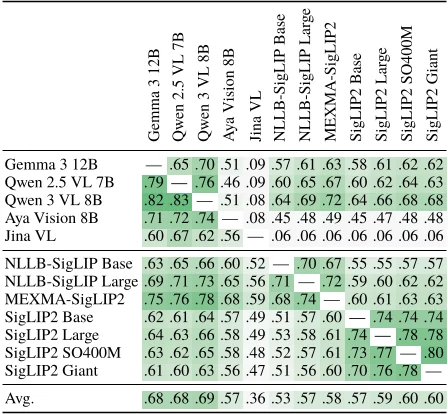 Gemma 3 12B Qwen 2.5 VL 7B Qwen 3 VL 8B Aya Vision 8B Jina VL NLLB-SigLIP Base NLLB-SigLIP Large MEXMA-SigLIP2 SigLIP2 Base SigLIP2 Large SigLIP2 SO400M SigLIP2 Giant
Gemma 3 12B — .65 .70 .51 .09 .57 .61 .63 .58 .61 .62 .62
Qwen 2.5 VL 7B .79 — .76 .46 .09 .60 .65 .67 .60 .62 .64 .63
Qwen 3 VL 8B .82 .83 — .51 .08 .64 .69 .72 .64 .66 .68 .68
Aya Vision 8B .71 .72 .74 — .08 .45 .48 .49 .45 .47 .48 .48
Jina VL .60 .67 .62 .56 — .06 .06 .06 .06 .06 .06 .06
NLLB-SigLIP Base .63 .65 .66 .60 .52 — .70 .67 .55 .55 .57 .57
NLLB-SigLIP Large .69 .71 .73 .65 .56 .71 — .72 .59 .60 .62 .62
MEXMA-SigLIP2 .75 .76 .78 .68 .59 .68 .74 — .60 .61 .63 .63
SigLIP2 Base .62 .61 .64 .57 .49 .51 .57 .60 — .74 .74 .74
SigLIP2 Large .64 .63 .66 .58 .49 .53 .58 .61 .74 — .78 .78
SigLIP2 SO400M .63 .62 .65 .58 .48 .52 .57 .61 .73 .77 — .80
SigLIP2 Giant .61 .60 .63 .56 .47 .51 .56 .60 .70 .76 .78 —
Avg. .68 .68 .69 .57 .36 .53 .57 .58 .57 .59 .60 .60